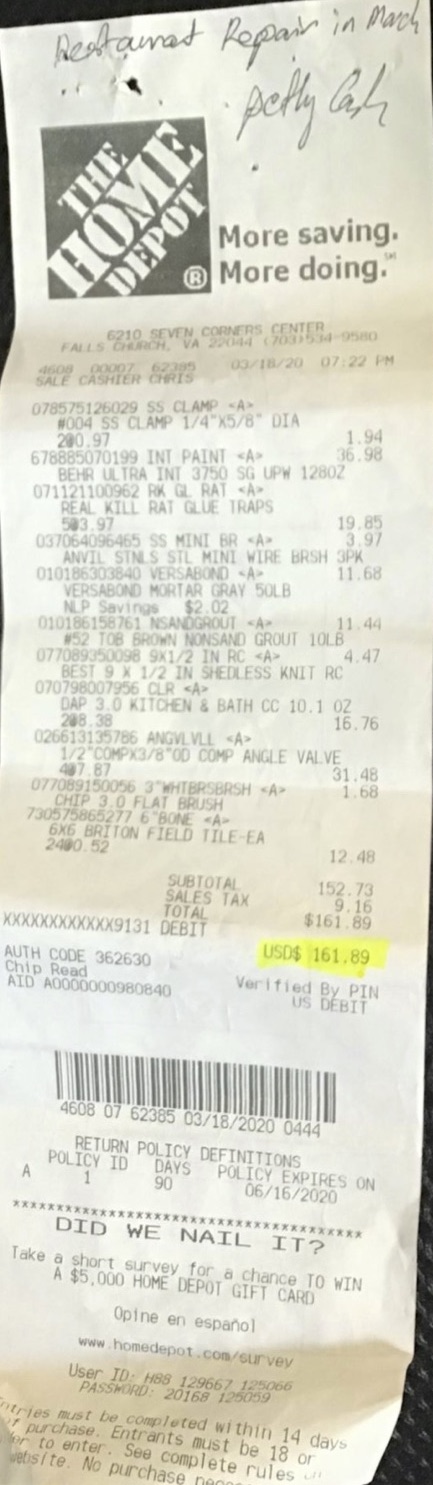 Restaurant Repair in March
Petty Cash
THE
HOME
DEPOT
®
More saving.
More doing.℠
6210 SEVEN CORNERS CENTER
FALLS CHURCH, VA 22044 (703)534-9580
4608 00007 62385 03/18/20 07:22 PM
SALE CASHIER CHRIS
078575126029 SS CLAMP <A>
#004 SS CLAMP 1/4"X5/8" DIA
2@0.97 1.94
678885070199 INT PAINT <A> 36.98
BEHR ULTRA INT 3750 SG UPW 128OZ
071121100962 RK GL RAT <A>
REAL KILL RAT GLUE TRAPS
5@3.97 19.85
037064096465 SS MINI BR <A> 3.97
ANVIL STNLS STL MINI WIRE BRSH 3PK
010186303840 VERSABOND <A> 11.68
VERSABOND MORTAR GRAY 50LB
NLP Savings $2.02
010186158761 NSANDGROUT <A> 11.44
#52 TOB BROWN NONSAND GROUT 10LB
077089350098 9X1/2 IN RC <A> 4.47
BEST 9 X 1/2 IN SHEDLESS KNIT RC
070798007956 CLR <A>
DAP 3.0 KITCHEN & BATH CC 10.1 OZ
2@8.38 16.76
026613135786 ANGVLVLL <A>
1/2"COMPX3/8"OD COMP ANGLE VALVE
4@7.87 31.48
077089150056 3"WHTBRSBRSH <A> 1.68
CHIP 3.0 FLAT BRUSH
730575865277 6"BONE <A>
6X6 BRITON FIELD TILE-EA
24@0.52 12.48
SUBTOTAL 152.73
SALES TAX 9.16
TOTAL $161.89
XXXXXXXXXXXX9131 DEBIT
USD$ 161.89
AUTH CODE 362630
Chip Read Verified By PIN
AID A0000000980840 US DEBIT
4608 07 62385 03/18/2020 0444
RETURN POLICY DEFINITIONS
POLICY ID DAYS POLICY EXPIRES ON
A 1 90 06/16/2020
DID WE NAIL IT?
Take a short survey for a chance TO WIN
A $5,000 HOME DEPOT GIFT CARD
Opine en español
www.homedepot.com/survey
User ID: H88 129667 125066
PASSWORD: 20168 125059
Entries must be completed within 14 days
of purchase. Entrants must be 18 or
to enter. See complete rules on
website. No purchase